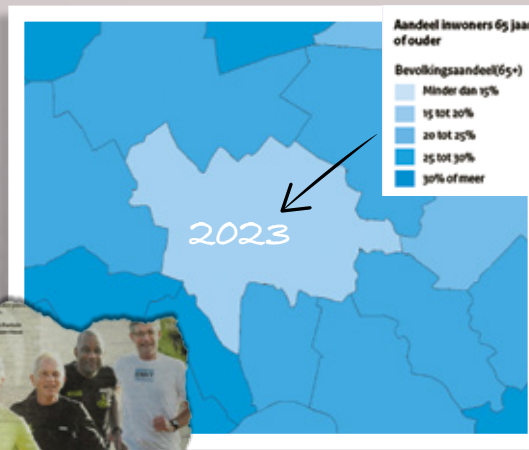 Aandeel inwoners 65 jaar
of ouder
Bevolkingsaandeel(65+)
Minder dan 15%
15 tot 20%
20 tot 25%
25 tot 30%
30% of meer
2023